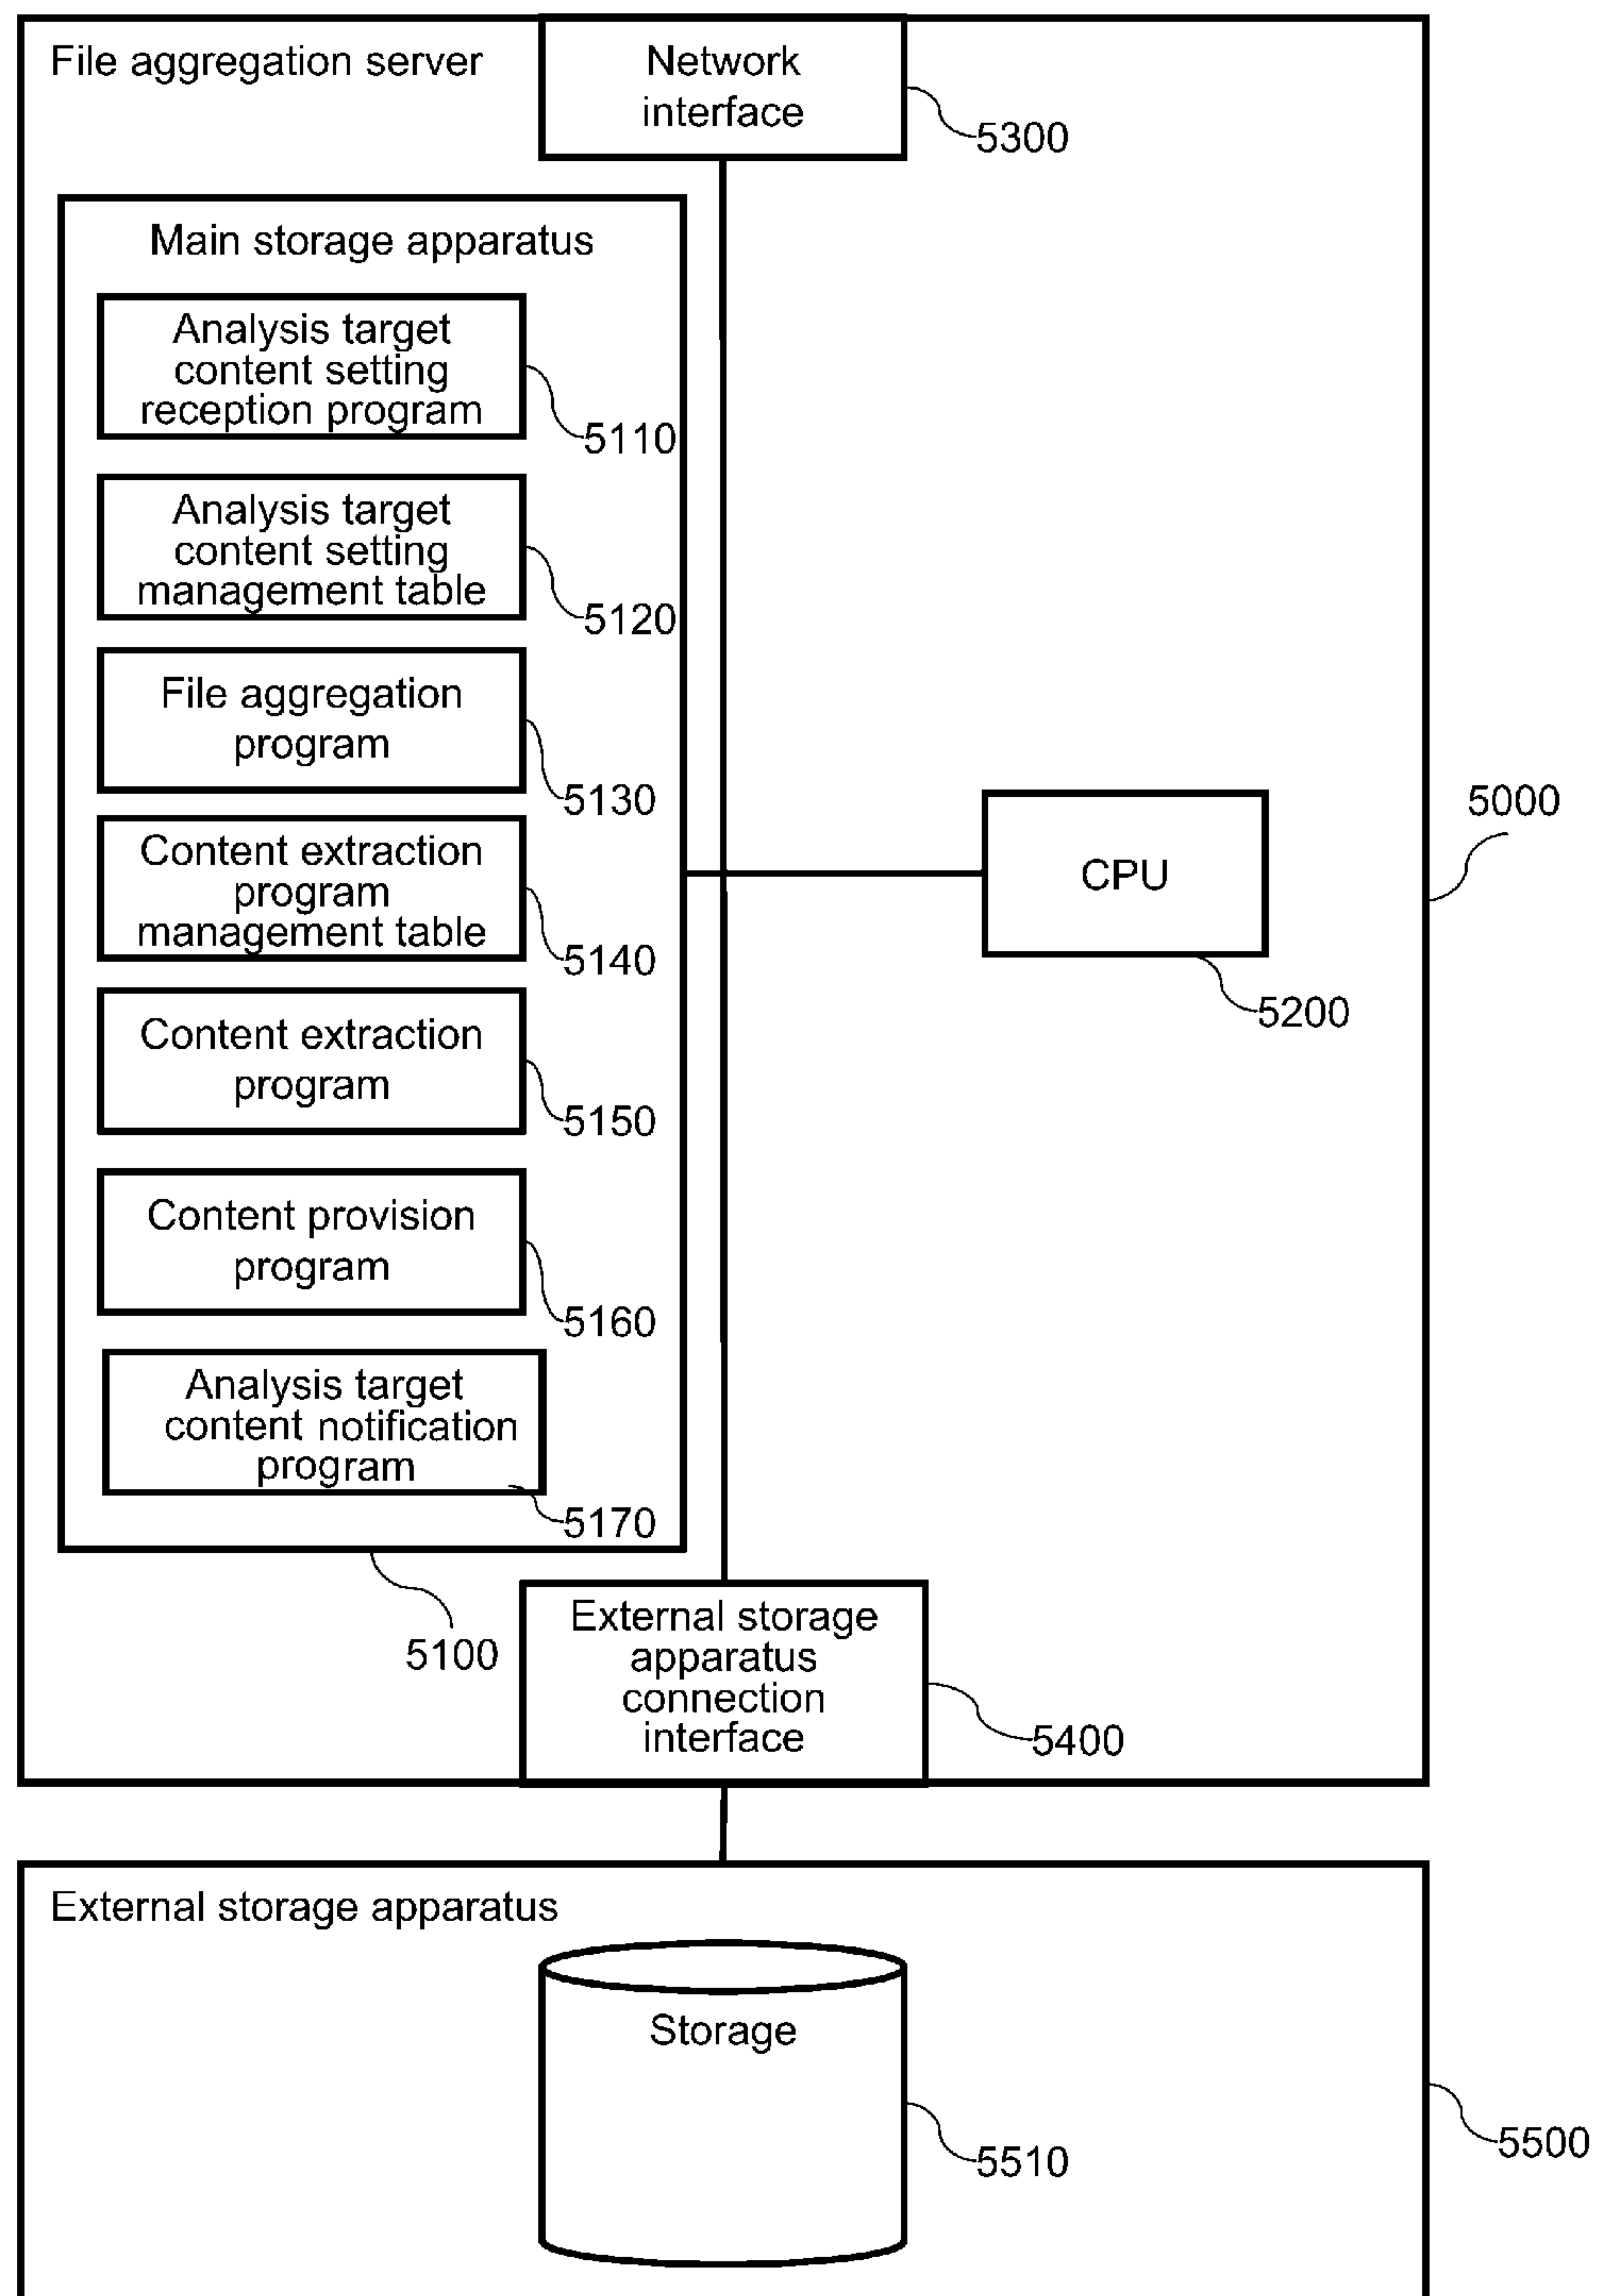 File aggregation server
Network
interface
5300
Main storage apparatus
Analysis target
content setting
reception program
5110
Analysis target
content setting
management table
5120
File aggregation
program
5130
Content extraction
program
management table
5140
Content extraction
program
5150
Content provision
program
5160
Analysis target
content notification
program
5170
5100
CPU
5200
5000
External storage
apparatus
connection
interface
5400
External storage apparatus
Storage
5510
5500